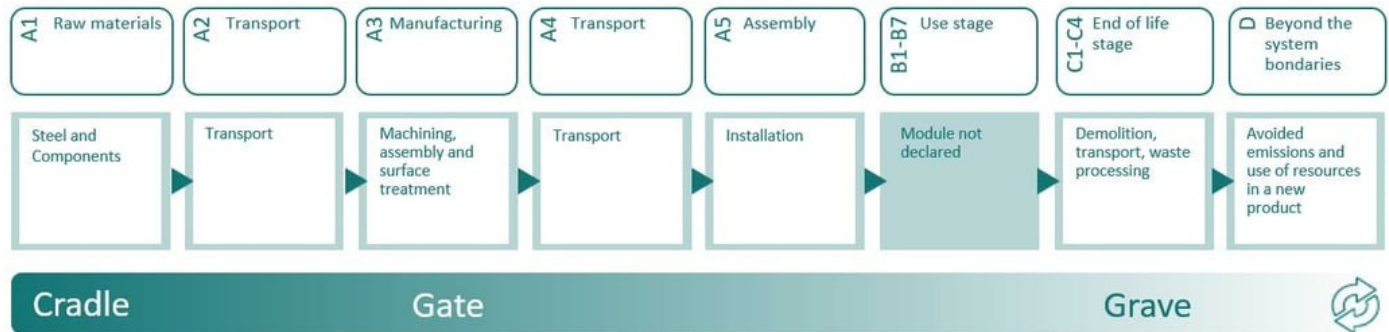 A1 Raw materials
A2 Transport
A3 Manufacturing
A4 Transport
A5 Assembly
B1-B7 Use stage
C1-C4 End of life
stage
D Beyond the
system
bondaries
Steel and
Components
Transport
Machining,
assembly and
surface
treatment
Transport
Installation
Module not
declared
Demolition,
transport, waste
processing
Avoided
emissions and
use of resources
in a new
product
Cradle
Gate
Grave